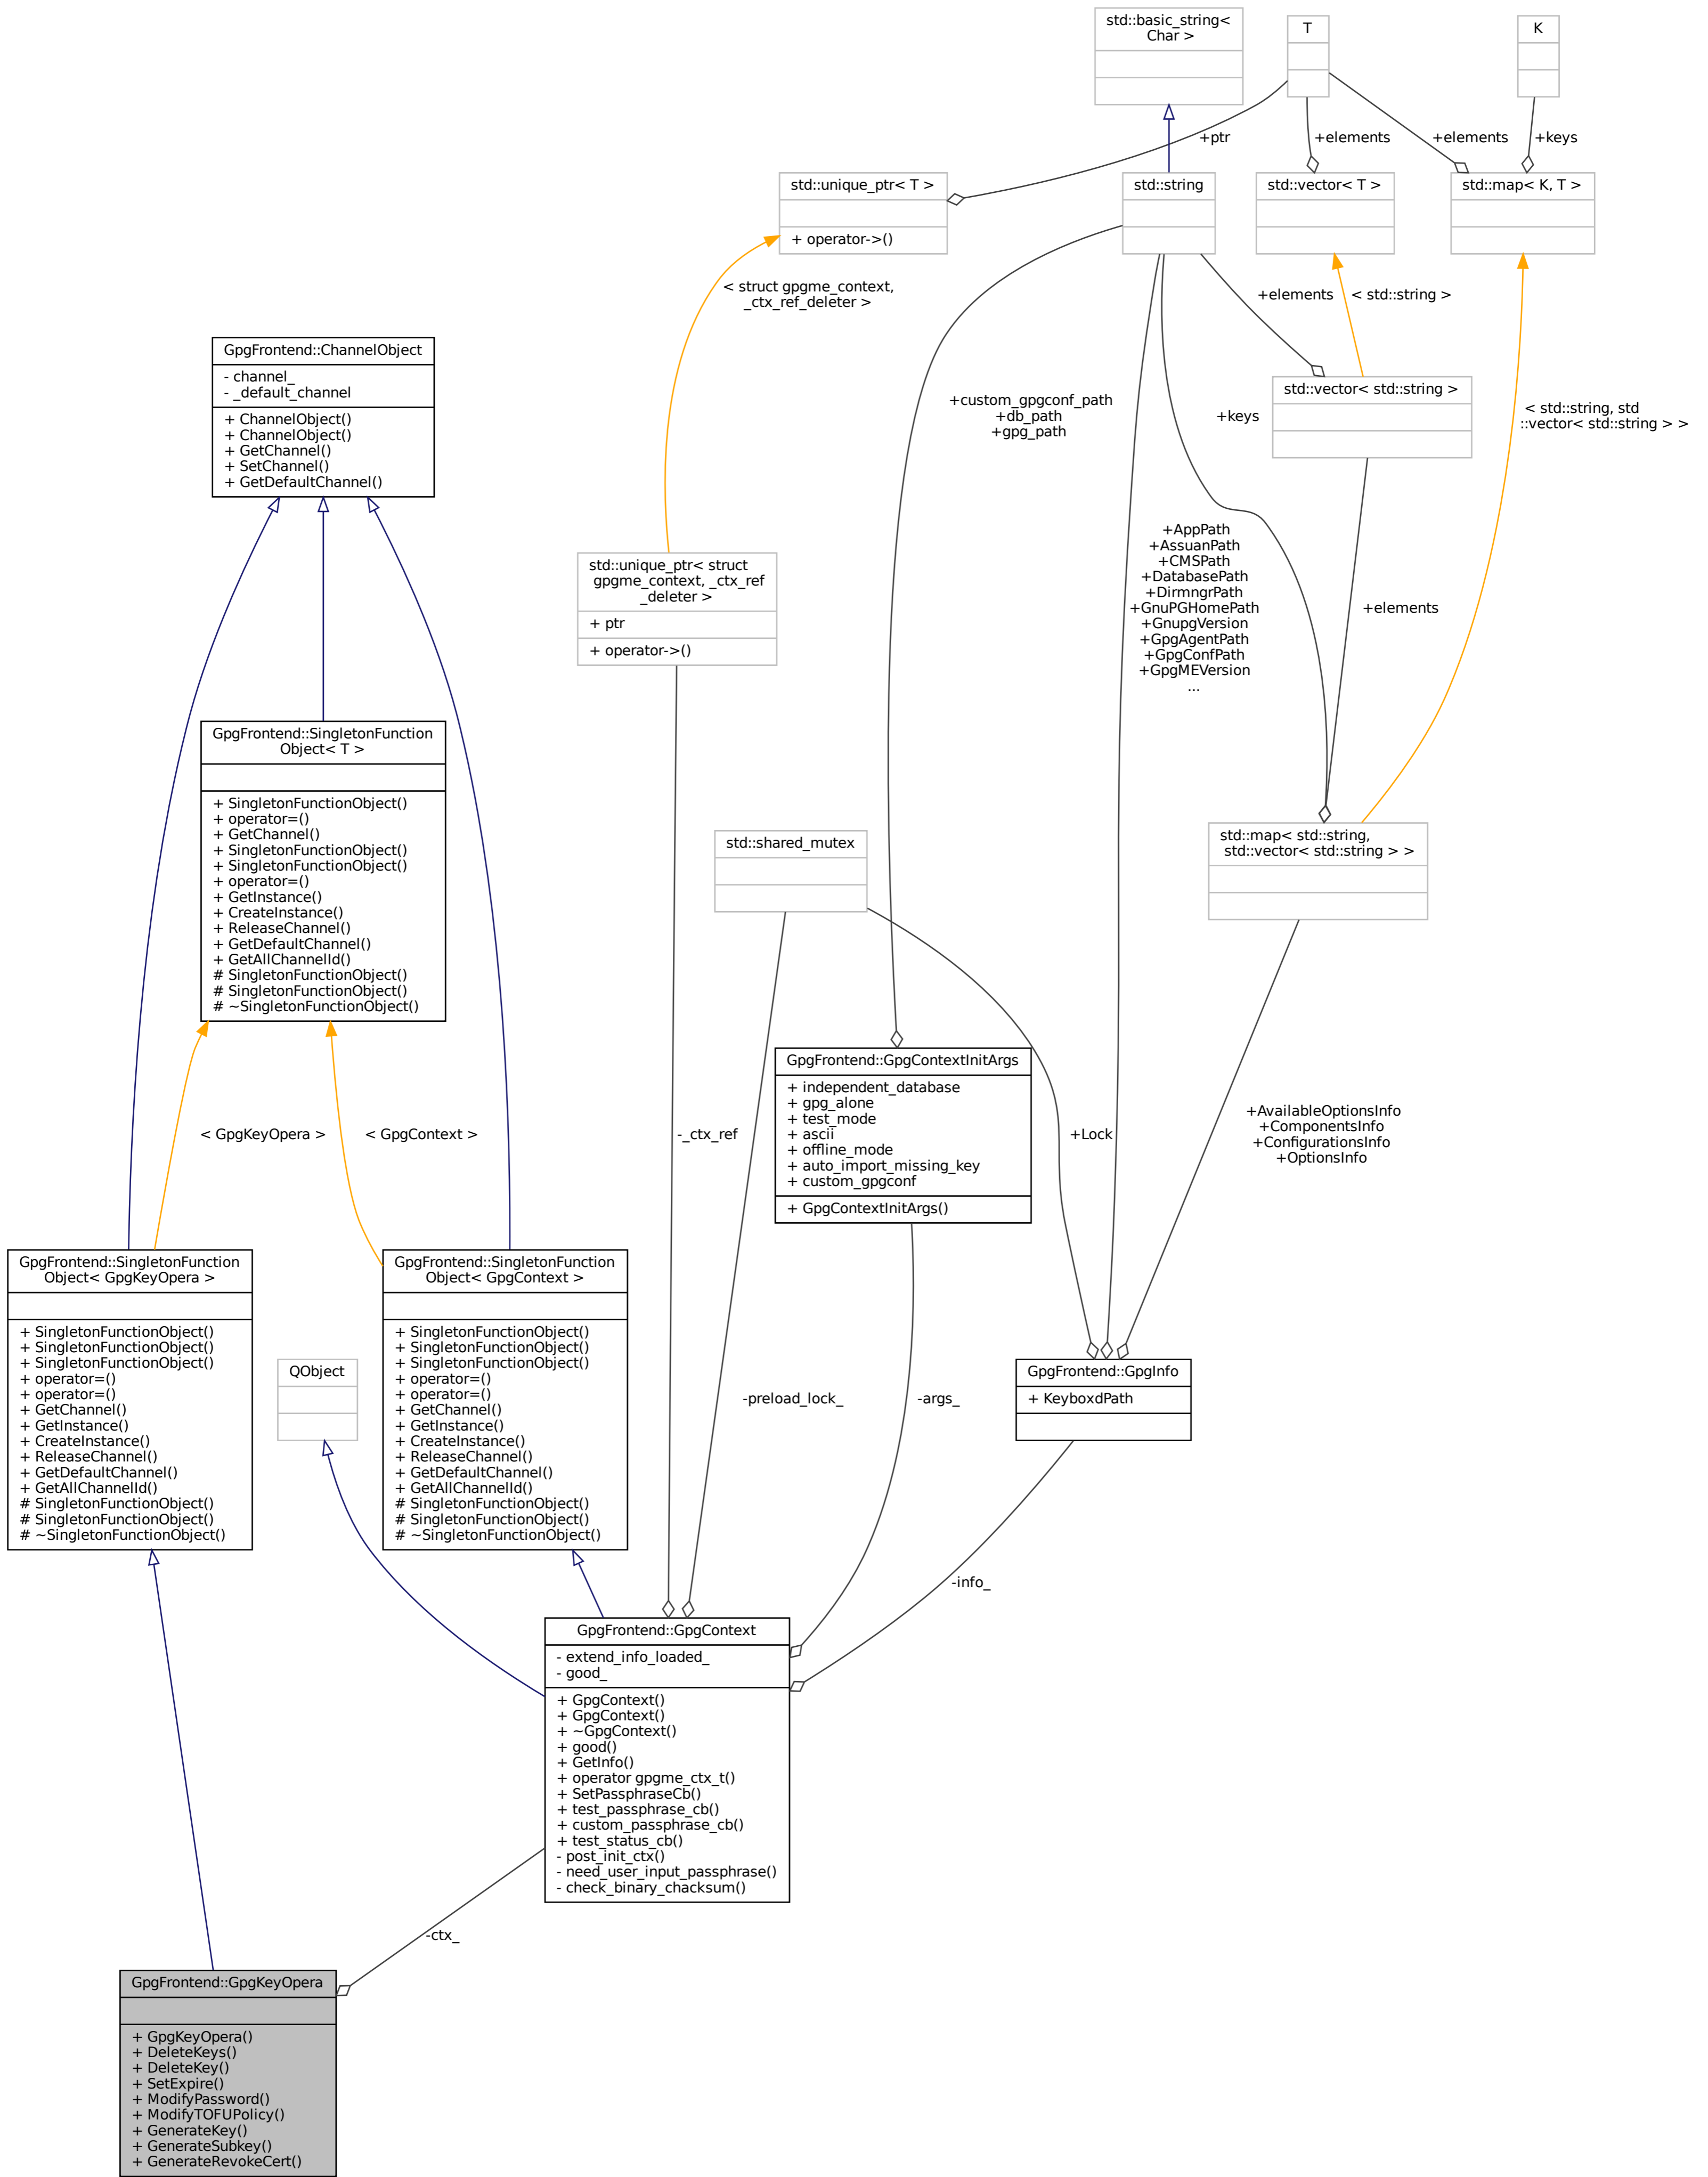 std::basic_string<
Char >
T
K
+ptr
+elements
+elements
+keys
std::unique_ptr< T >
+ operator->()
std::string
std::vector< T >
std::map< K, T >
< struct gpgme_context,
_ctx_ref_deleter >
+elements
< std::string >
GpgFrontend::ChannelObject
- channel_
- _default_channel
+ ChannelObject()
+ ChannelObject()
+ GetChannel()
+ SetChannel()
+ GetDefaultChannel()
+custom_gpgconf_path
+db_path
+gpg_path
+keys
std::vector< std::string >
< std::string, std
::vector< std::string > >
std::unique_ptr< struct
gpgme_context, _ctx_ref
_deleter >
+ ptr
+ operator->()
+AppPath
+AssuanPath
+CMSPath
+DatabasePath
+DirmngrPath
+GnuPGHomePath
+GnupgVersion
+GpgAgentPath
+GpgConfPath
+GpgMEVersion
...
+elements
GpgFrontend::SingletonFunction
Object< T >
+ SingletonFunctionObject()
+ operator=()
+ GetChannel()
+ SingletonFunctionObject()
+ SingletonFunctionObject()
+ operator=()
+ GetInstance()
+ CreateInstance()
+ ReleaseChannel()
+ GetDefaultChannel()
+ GetAllChannelId()
# SingletonFunctionObject()
# SingletonFunctionObject()
# ~SingletonFunctionObject()
std::shared_mutex
std::map< std::string,
std::vector< std::string > >
< GpgKeyOpera >
< GpgContext >
-_ctx_ref
GpgFrontend::GpgContextInitArgs
+ independent_database
+ gpg_alone
+ test_mode
+ ascii
+ offline_mode
+ auto_import_missing_key
+ custom_gpgconf
+ GpgContextInitArgs()
+Lock
+AvailableOptionsInfo
+ComponentsInfo
+ConfigurationsInfo
+OptionsInfo
GpgFrontend::SingletonFunction
Object< GpgKeyOpera >
+ SingletonFunctionObject()
+ SingletonFunctionObject()
+ SingletonFunctionObject()
+ operator=()
+ operator=()
+ GetChannel()
+ GetInstance()
+ CreateInstance()
+ ReleaseChannel()
+ GetDefaultChannel()
+ GetAllChannelId()
# SingletonFunctionObject()
# SingletonFunctionObject()
# ~SingletonFunctionObject()
QObject
GpgFrontend::SingletonFunction
Object< GpgContext >
+ SingletonFunctionObject()
+ SingletonFunctionObject()
+ SingletonFunctionObject()
+ operator=()
+ operator=()
+ GetChannel()
+ GetInstance()
+ CreateInstance()
+ ReleaseChannel()
+ GetDefaultChannel()
+ GetAllChannelId()
# SingletonFunctionObject()
# SingletonFunctionObject()
# ~SingletonFunctionObject()
-preload_lock_
-args_
GpgFrontend::GpgInfo
+ KeyboxdPath
-info_
GpgFrontend::GpgContext
- extend_info_loaded_
- good_
+ GpgContext()
+ GpgContext()
+ ~GpgContext()
+ good()
+ GetInfo()
+ operator gpgme_ctx_t()
+ SetPassphraseCb()
+ test_passphrase_cb()
+ custom_passphrase_cb()
+ test_status_cb()
- post_init_ctx()
- need_user_input_passphrase()
- check_binary_chacksum()
-ctx_
GpgFrontend::GpgKeyOpera
+ GpgKeyOpera()
+ DeleteKeys()
+ DeleteKey()
+ SetExpire()
+ ModifyPassword()
+ ModifyTOFUPolicy()
+ GenerateKey()
+ GenerateSubkey()
+ GenerateRevokeCert()